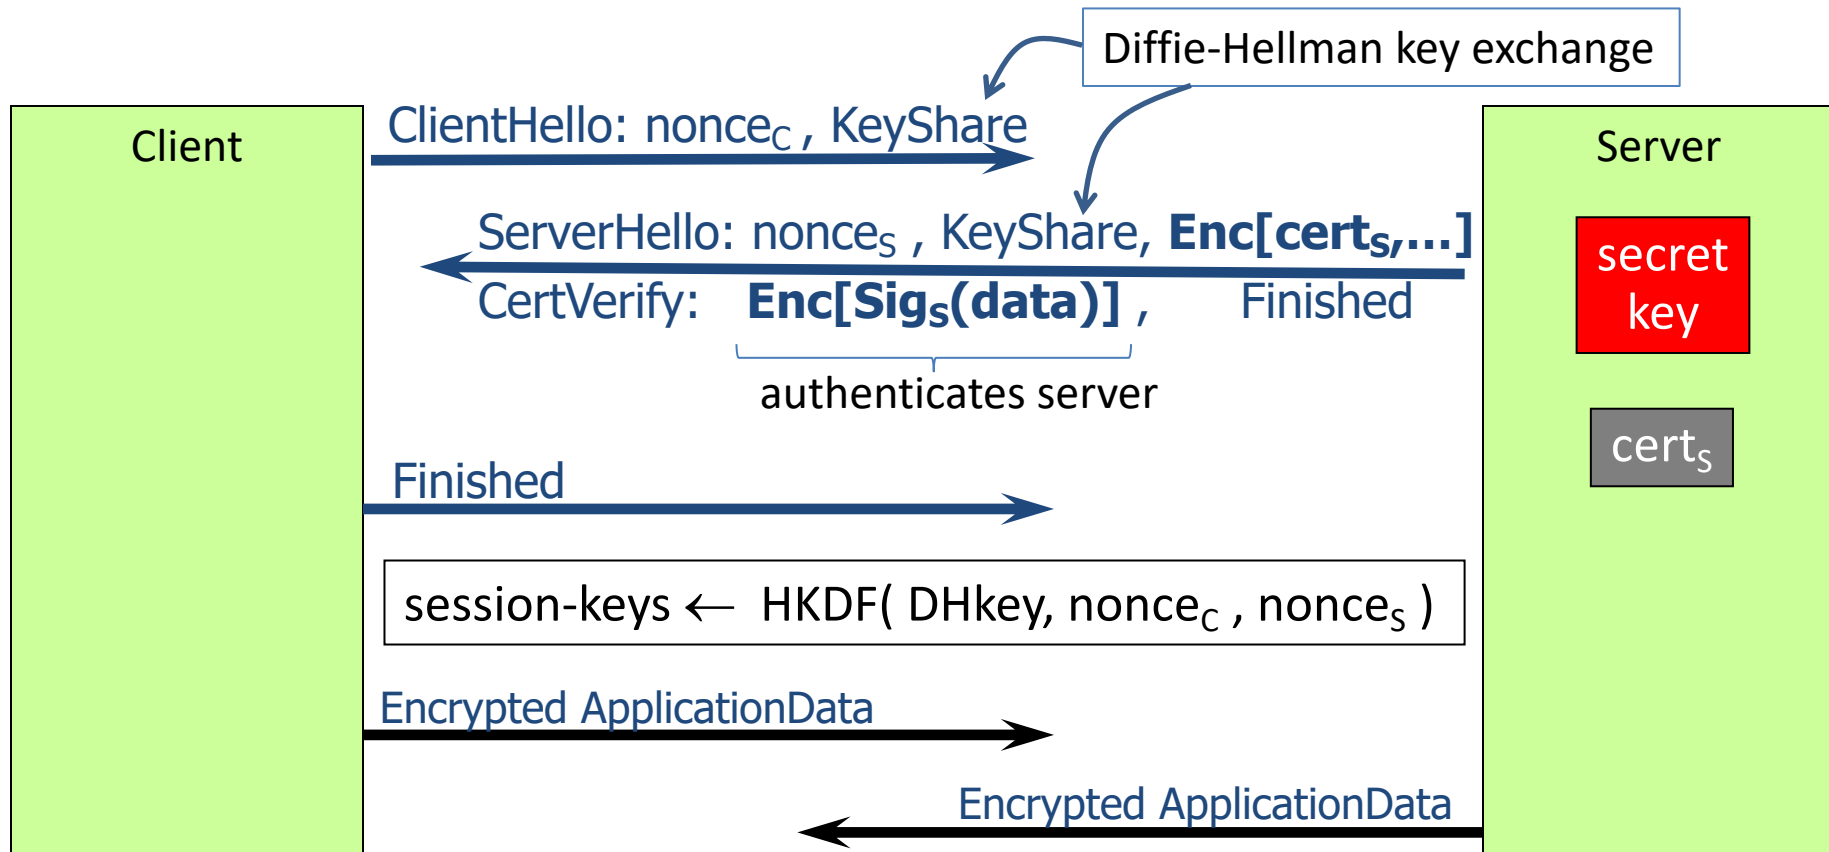 Diffie-Hellman key exchange
Client
ClientHello: nonceC , KeyShare
Server
ServerHello: nonceS , KeyShare, Enc[certS,...]
CertVerify: Enc[SigS(data)] , Finished
secret
key
authenticates server
certS
Finished
session-keys ← HKDF( DHkey, nonceC , nonceS )
Encrypted ApplicationData
Encrypted ApplicationData